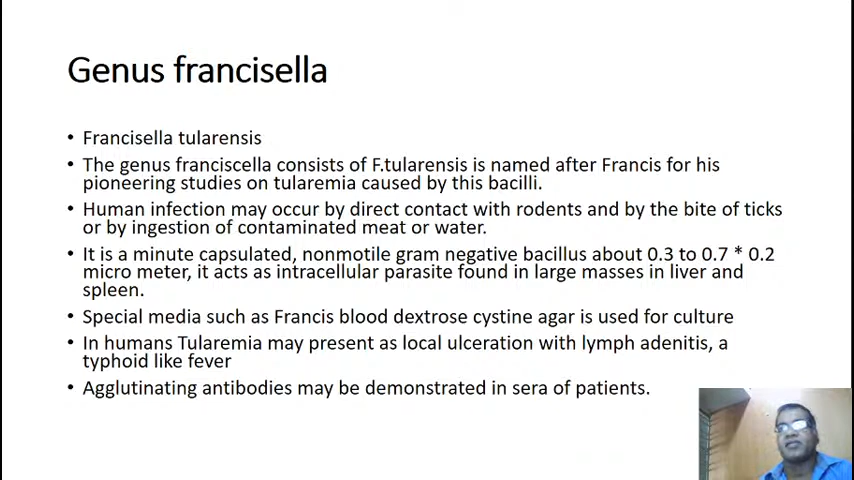 Genus francisella
• Francisella tularensis
• The genus franciscella consists of F.tularensis is named after Francis for his
pioneering studies on tularemia caused by this bacilli.
• Human infection may occur by direct contact with rodents and by the bite of ticks
or by ingestion of contaminated meat or water.
• It is a minute capsulated, nonmotile gram negative bacillus about 0.3 to 0.7 * 0.2
micro meter, it acts as intracellular parasite found in large masses in liver and
spleen.
• Special media such as Francis blood dextrose cystine agar is used for culture
• In humans Tularemia may present as local ulceration with lymph adenitis, a
typhoid like fever
• Agglutinating antibodies may be demonstrated in sera of patients.